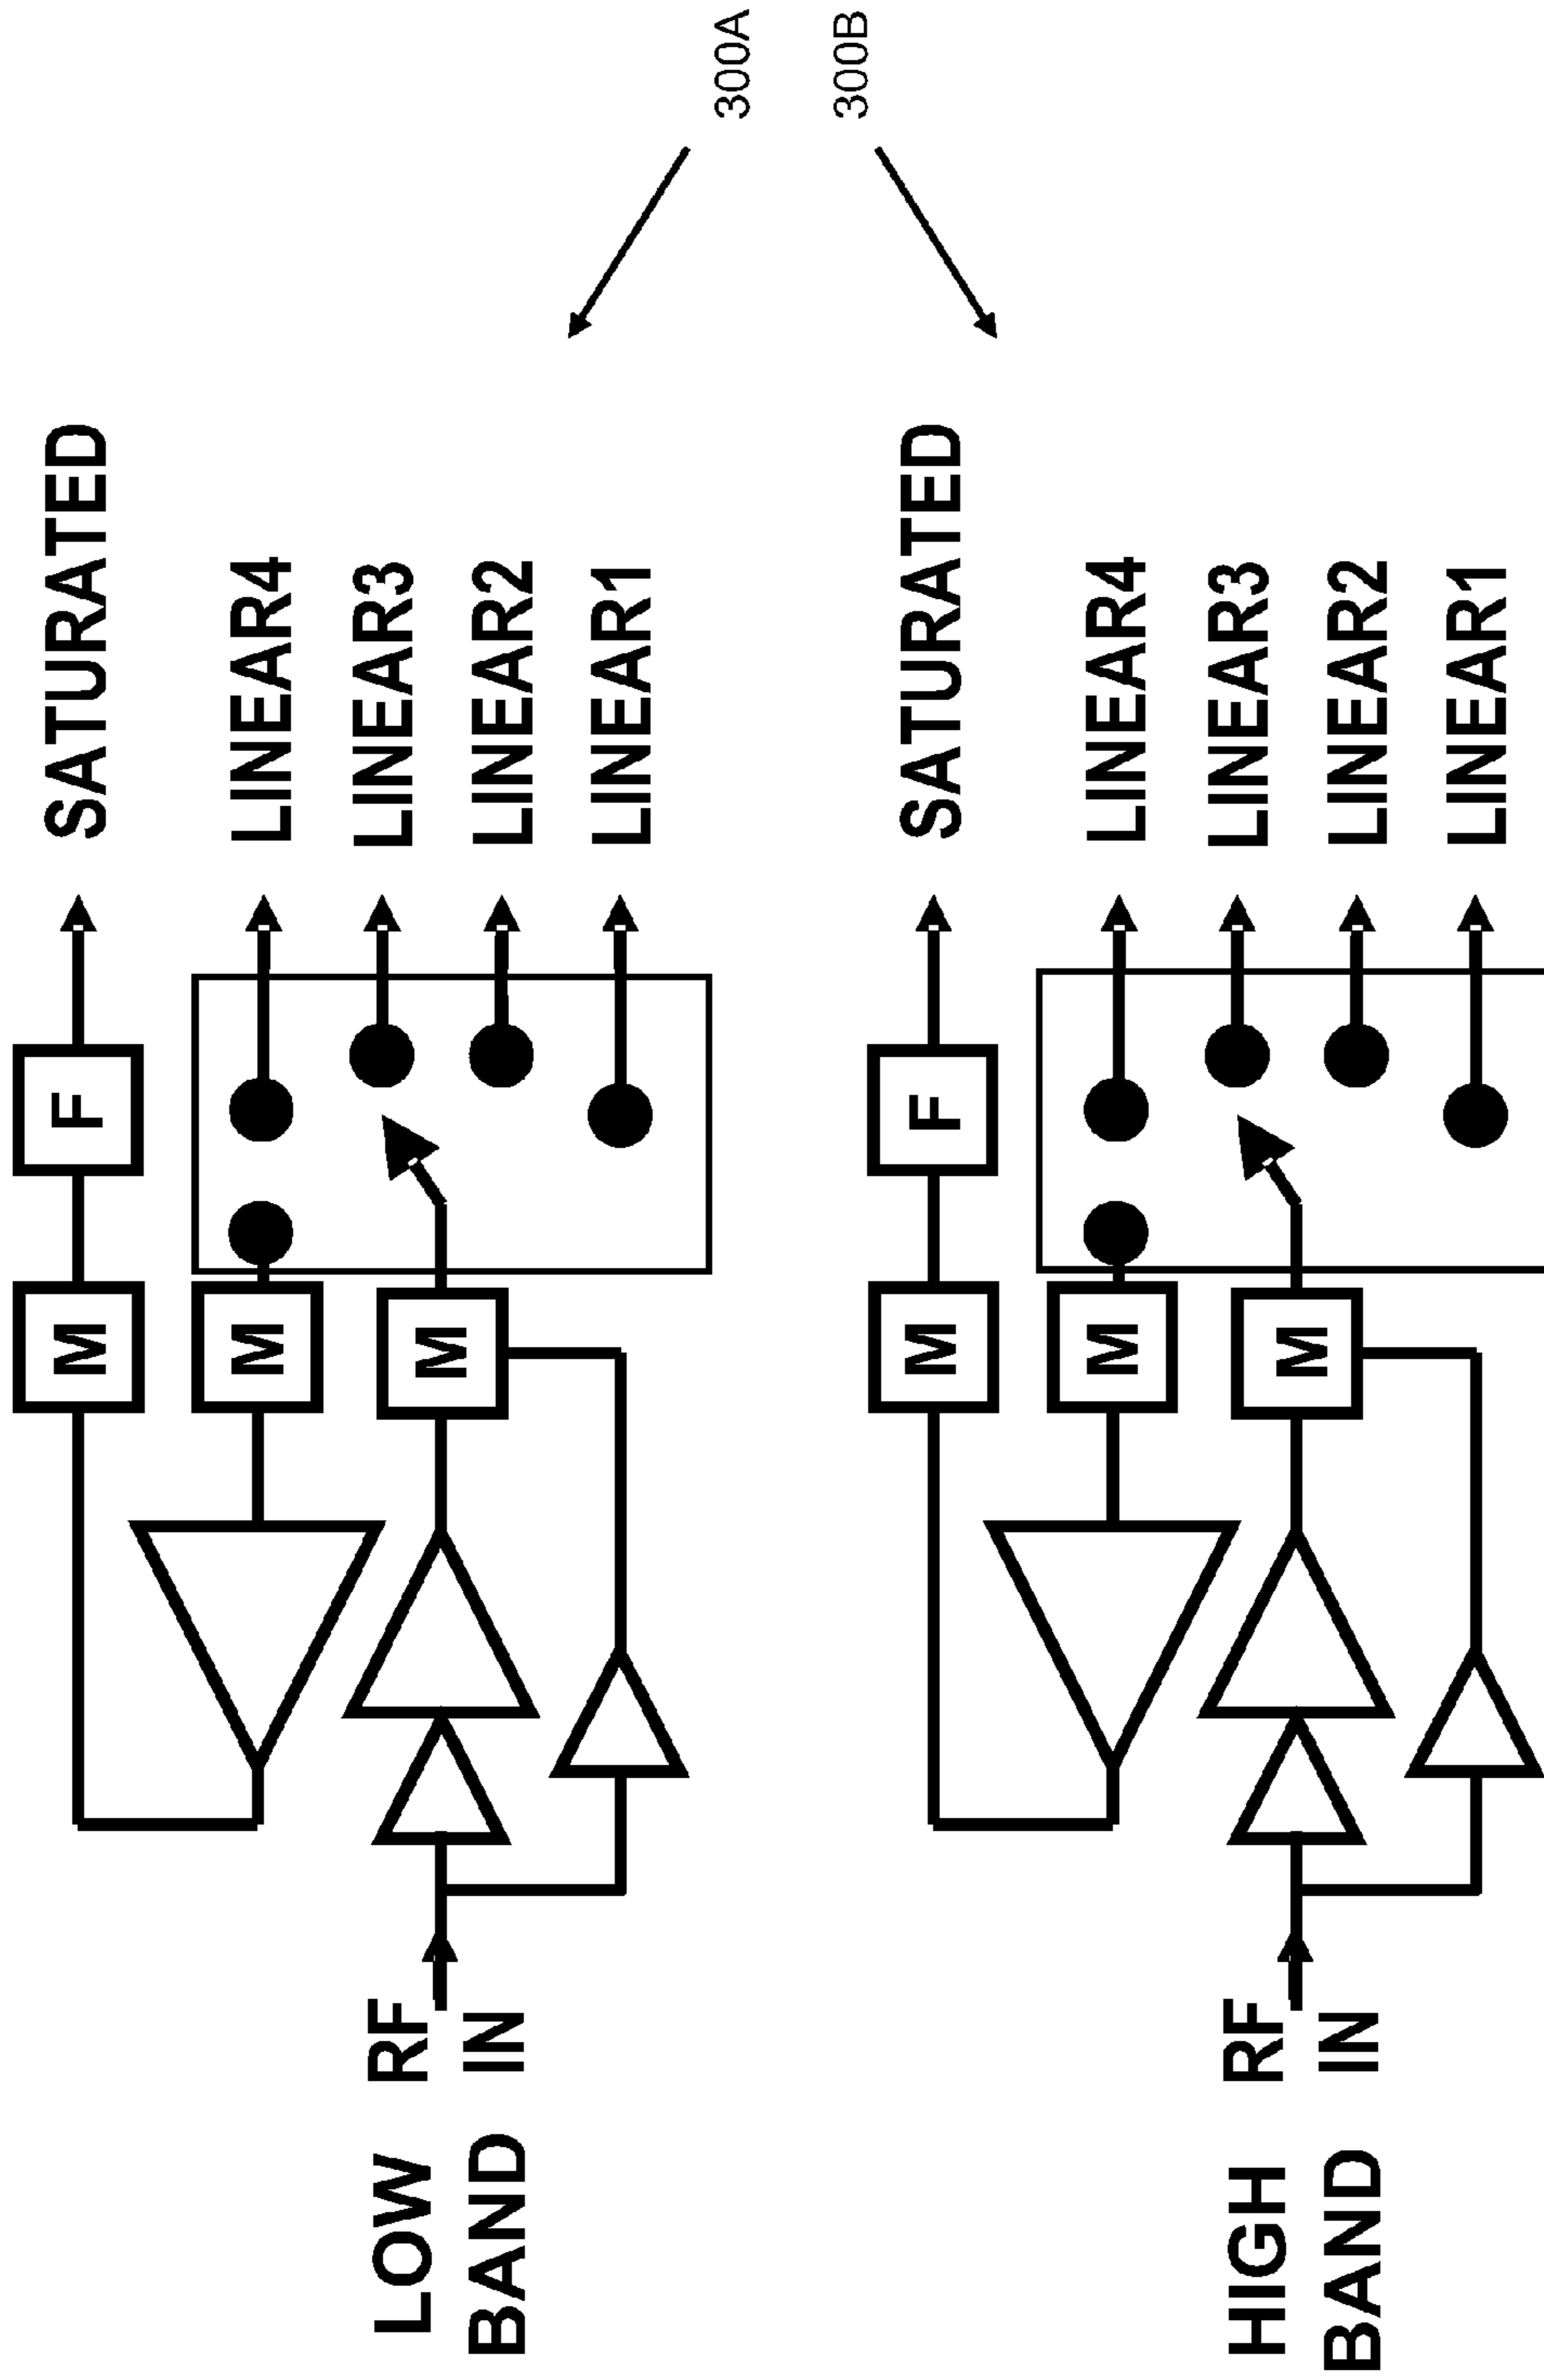 SATURATED
F
M
LINEAR4
M
LINEAR3
LOW RF
BAND IN
M
LINEAR2
LINEAR1
300A
300B
SATURATED
F
M
LINEAR4
M
LINEAR3
HIGH RF
BAND IN
M
LINEAR2
LINEAR1